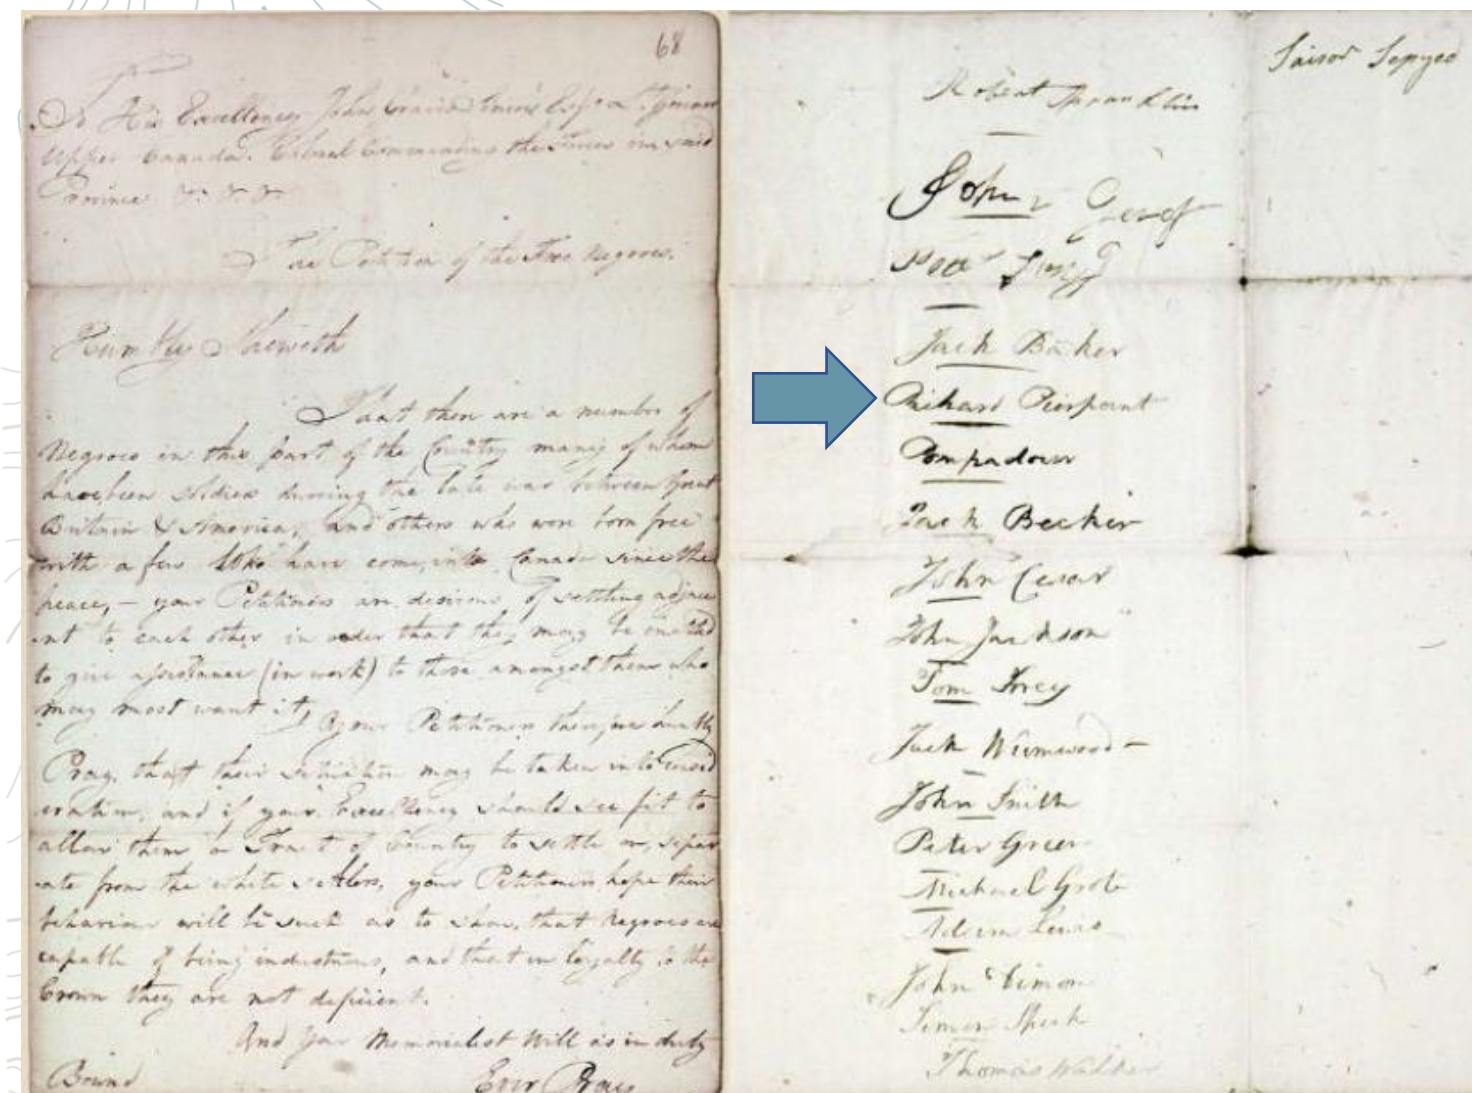 68
To His Excellency John Graves Simcoe Esqr Lt. Governor
Upper Canada. Colonel Commanding the Forces in said
Province &. &. &.
The Petition of the Free Negroes.
Humbly Sheweth
That there are a number of
Negroes in this part of the Country many of whom
have been soldiers during the late war between Great
Britain & America, and others who were born free
with a few who have come into Canada since the
peace, – your Petitioners are desirous of settling adjace
nt to each other in order that they may be enabled
to give assistance (in work) to those amongst them who
may most want it,
Your Petitioners therefore humbly
Pray, that their situation may be taken into consid
eration, and if your Excellency should see fit to
allow them a Tract of Country to settle on, separ
ate from the white settlers, your Petitioners hope their
behaviour will be such as to show, that Negroes are
capable of being industrious, and that in loyalty to the
Crown they are not deficient.
And your Memorialist will as in duty
Bound Ever Pray
Robert Franklin
John Gerof
Jack Baker
Rikard Pierpoint
Pompadour
Jack Becker
John Cesar
John Jackson
Tom Frey
Jack Wurmwood –
John Smith
Peter Green
Michael Grote
Adam Lewis
John Simon
Simon Speck
Thomas Walker